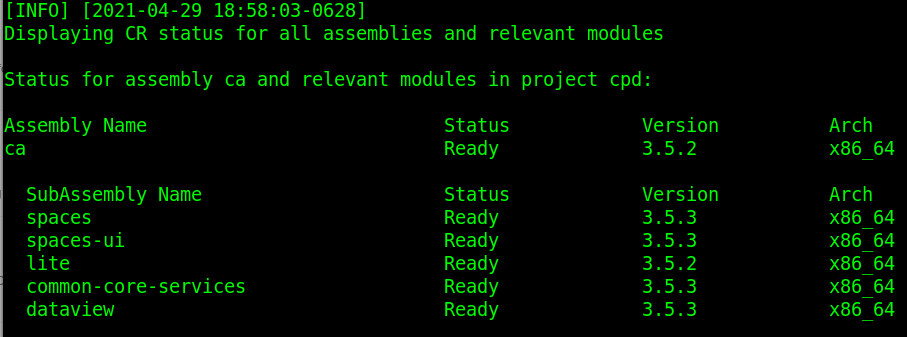 [INFO] [2021-04-29 18:58:03-0628]
Displaying CR status for all assemblies and relevant modules
Status for assembly ca and relevant modules in project cpd:
Assembly Name Status Version Arch
ca Ready 3.5.2 x86_64
SubAssembly Name Status Version Arch
spaces Ready 3.5.3 x86_64
spaces-ui Ready 3.5.3 x86_64
lite Ready 3.5.2 x86_64
common-core-services Ready 3.5.3 x86_64
dataview Ready 3.5.3 x86_64